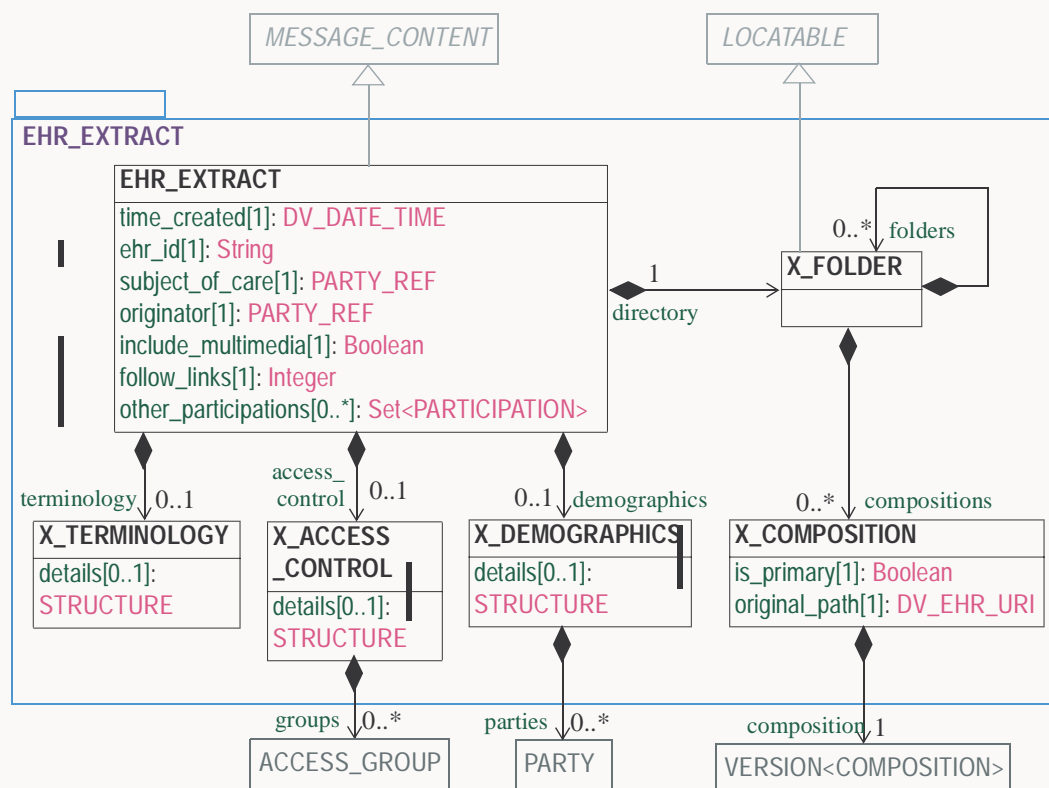 MESSAGE_CONTENT
LOCATABLE
EHR_EXTRACT
EHR_EXTRACT
time_created[1]: DV_DATE_TIME
ehr_id[1]: String
subject_of_care[1]: PARTY_REF
originator[1]: PARTY_REF
include_multimedia[1]: Boolean
follow_links[1]: Integer
other_participations[0..*]: Set<PARTICIPATION>
1
directory
0..*
folders
X_FOLDER
terminology
0..1
access_
control
0..1
0..1
demographics
0..*
compositions
X_TERMINOLOGY
details[0..1]:
STRUCTURE
X_ACCESS
_CONTROL
details[0..1]:
STRUCTURE
X_DEMOGRAPHICS
details[0..1]:
STRUCTURE
X_COMPOSITION
is_primary[1]: Boolean
original_path[1]: DV_EHR_URI
groups
0..*
parties
0..*
composition
1
ACCESS_GROUP
PARTY
VERSION<COMPOSITION>